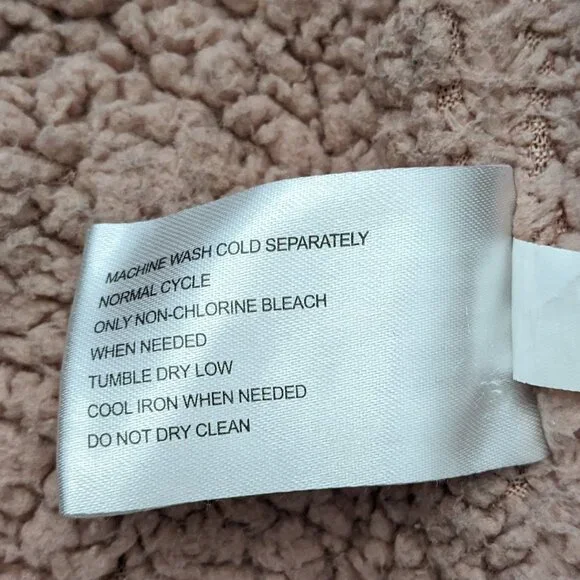 MACHINE WASH COLD SEPARATELY
NORMAL CYCLE
ONLY NON-CHLORINE BLEACH
WHEN NEEDED
TUMBLE DRY LOW
COOL IRON WHEN NEEDED
DO NOT DRY CLEAN